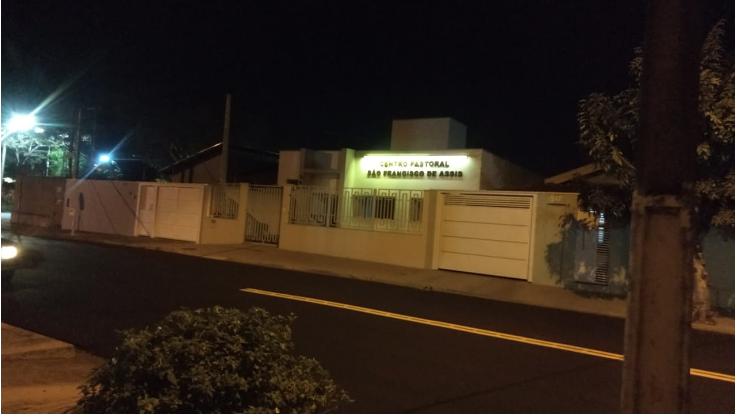 CENTRO PASTORAL
SÃO FRANCISCO DE ASSIS